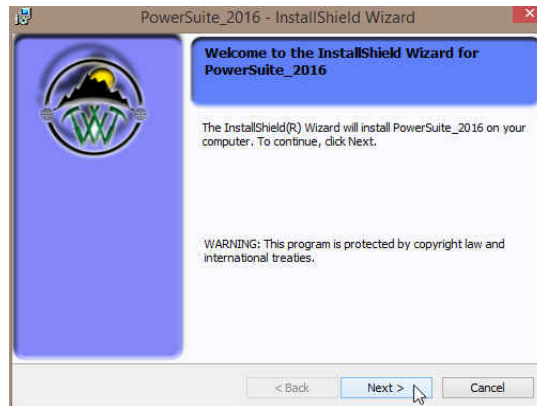 PowerSuite_2016 - InstallShield Wizard
Welcome to the InstallShield Wizard for
PowerSuite_2016
The InstallShield(R) Wizard will install PowerSuite_2016 on your
computer. To continue, click Next.
WARNING: This program is protected by copyright law and
international treaties.
< Back Next > Cancel